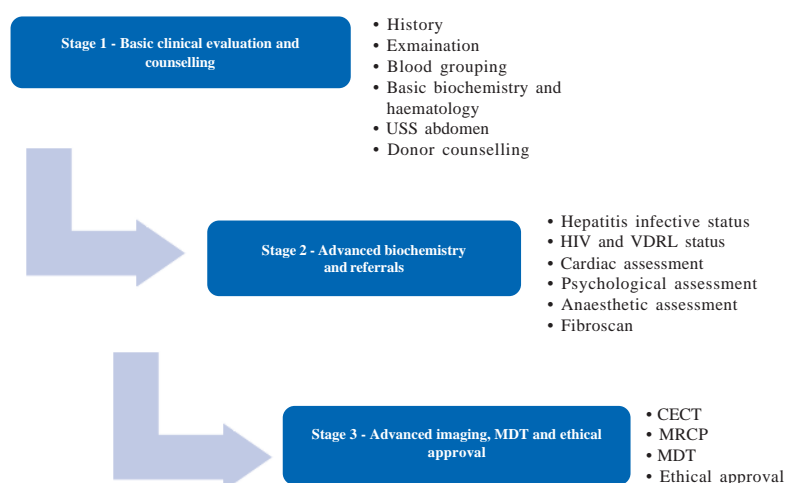 Stage 1 - Basic clinical evaluation and
counselling
• History
• Exmaination
• Blood grouping
• Basic biochemistry and
haematology
• USS abdomen
• Donor counselling
Stage 2 - Advanced biochemistry
and referrals
• Hepatitis infective status
• HIV and VDRL status
• Cardiac assessment
• Psychological assessment
• Anaesthetic assessment
• Fibroscan
Stage 3 - Advanced imaging, MDT and ethical
approval
• CECT
• MRCP
• MDT
• Ethical approval